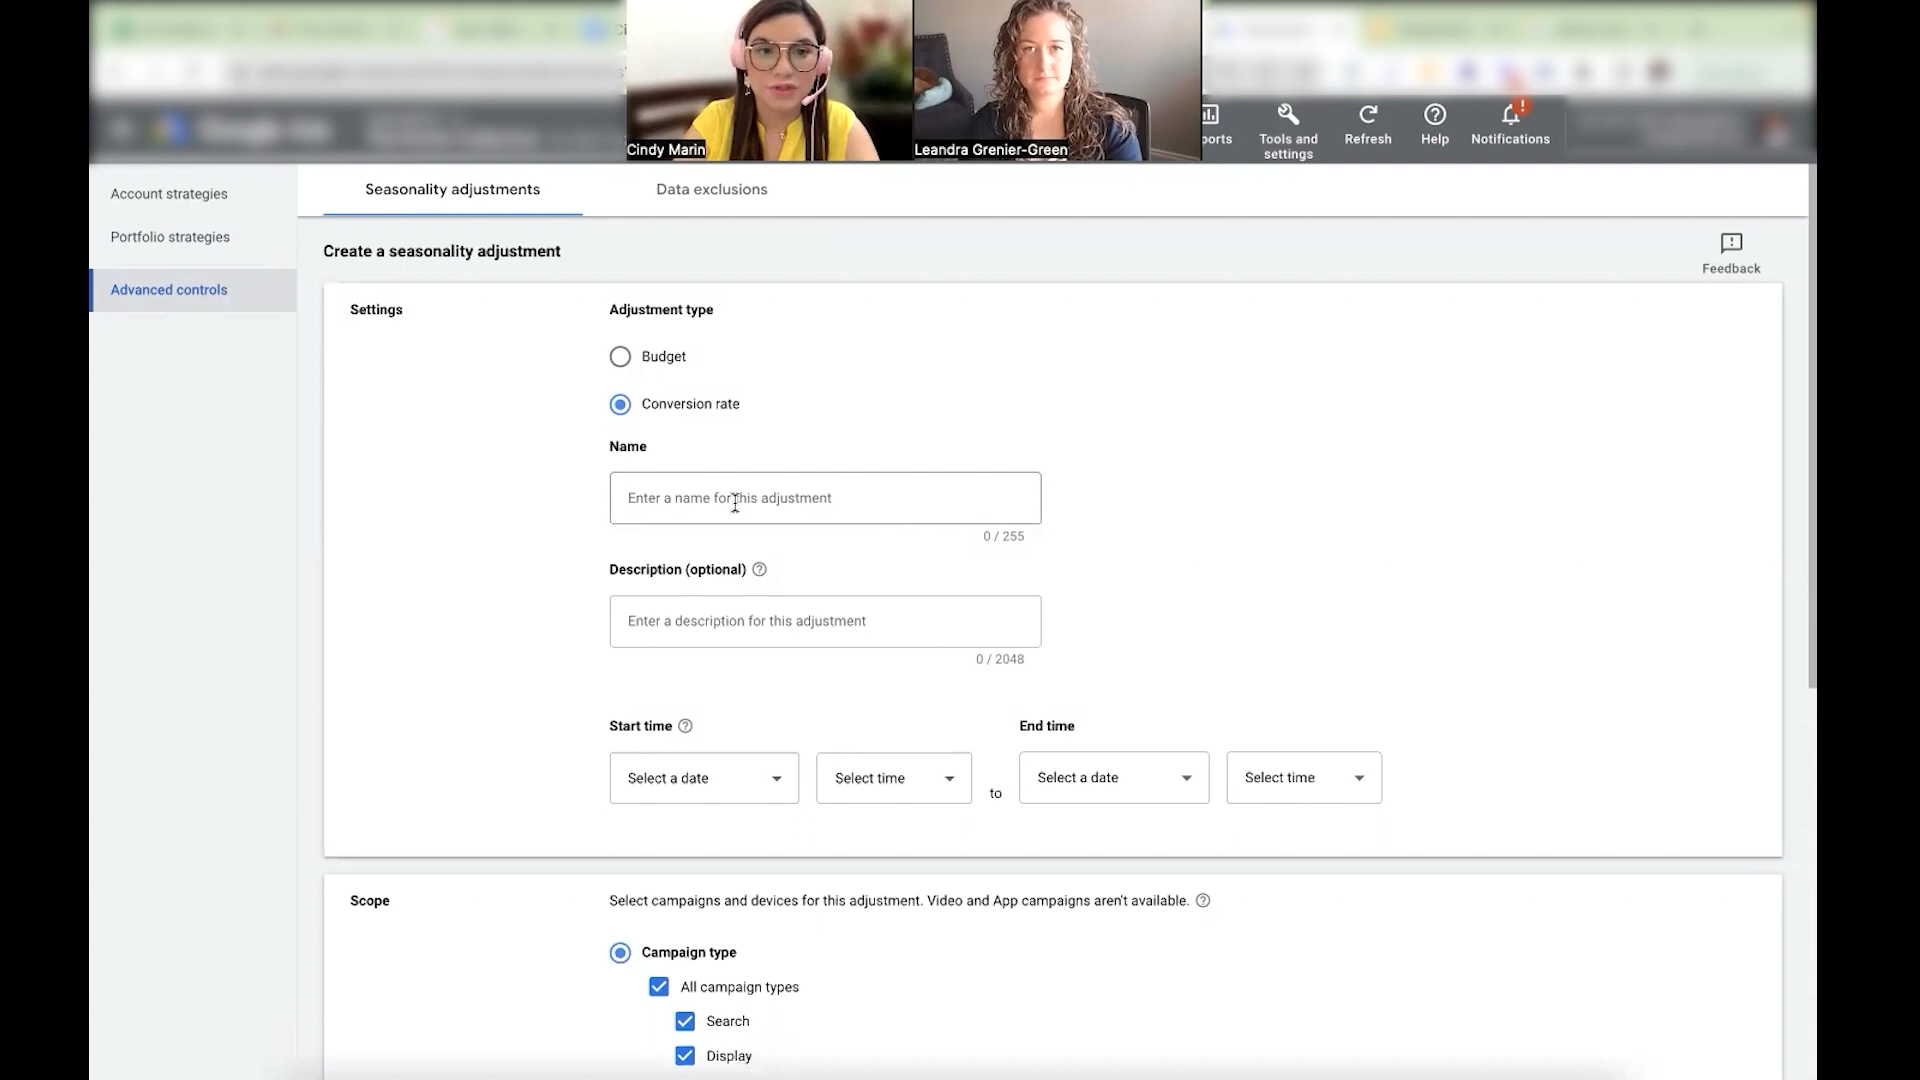 Cindy Marin
Leandra Grenier-Green
ports
Tools and settings
Refresh
Help
Notifications
Account strategies
Portfolio strategies
Advanced controls
Seasonality adjustments
Data exclusions
Create a seasonality adjustment
Feedback
Settings
Adjustment type
Budget
Conversion rate
Name
Enter a name for this adjustment
0 / 255
Description (optional)
Enter a description for this adjustment
0 / 2048
Start time
End time
Select a date
Select time
to
Select a date
Select time
Scope
Select campaigns and devices for this adjustment. Video and App campaigns aren't available.
Campaign type
All campaign types
Search
Display